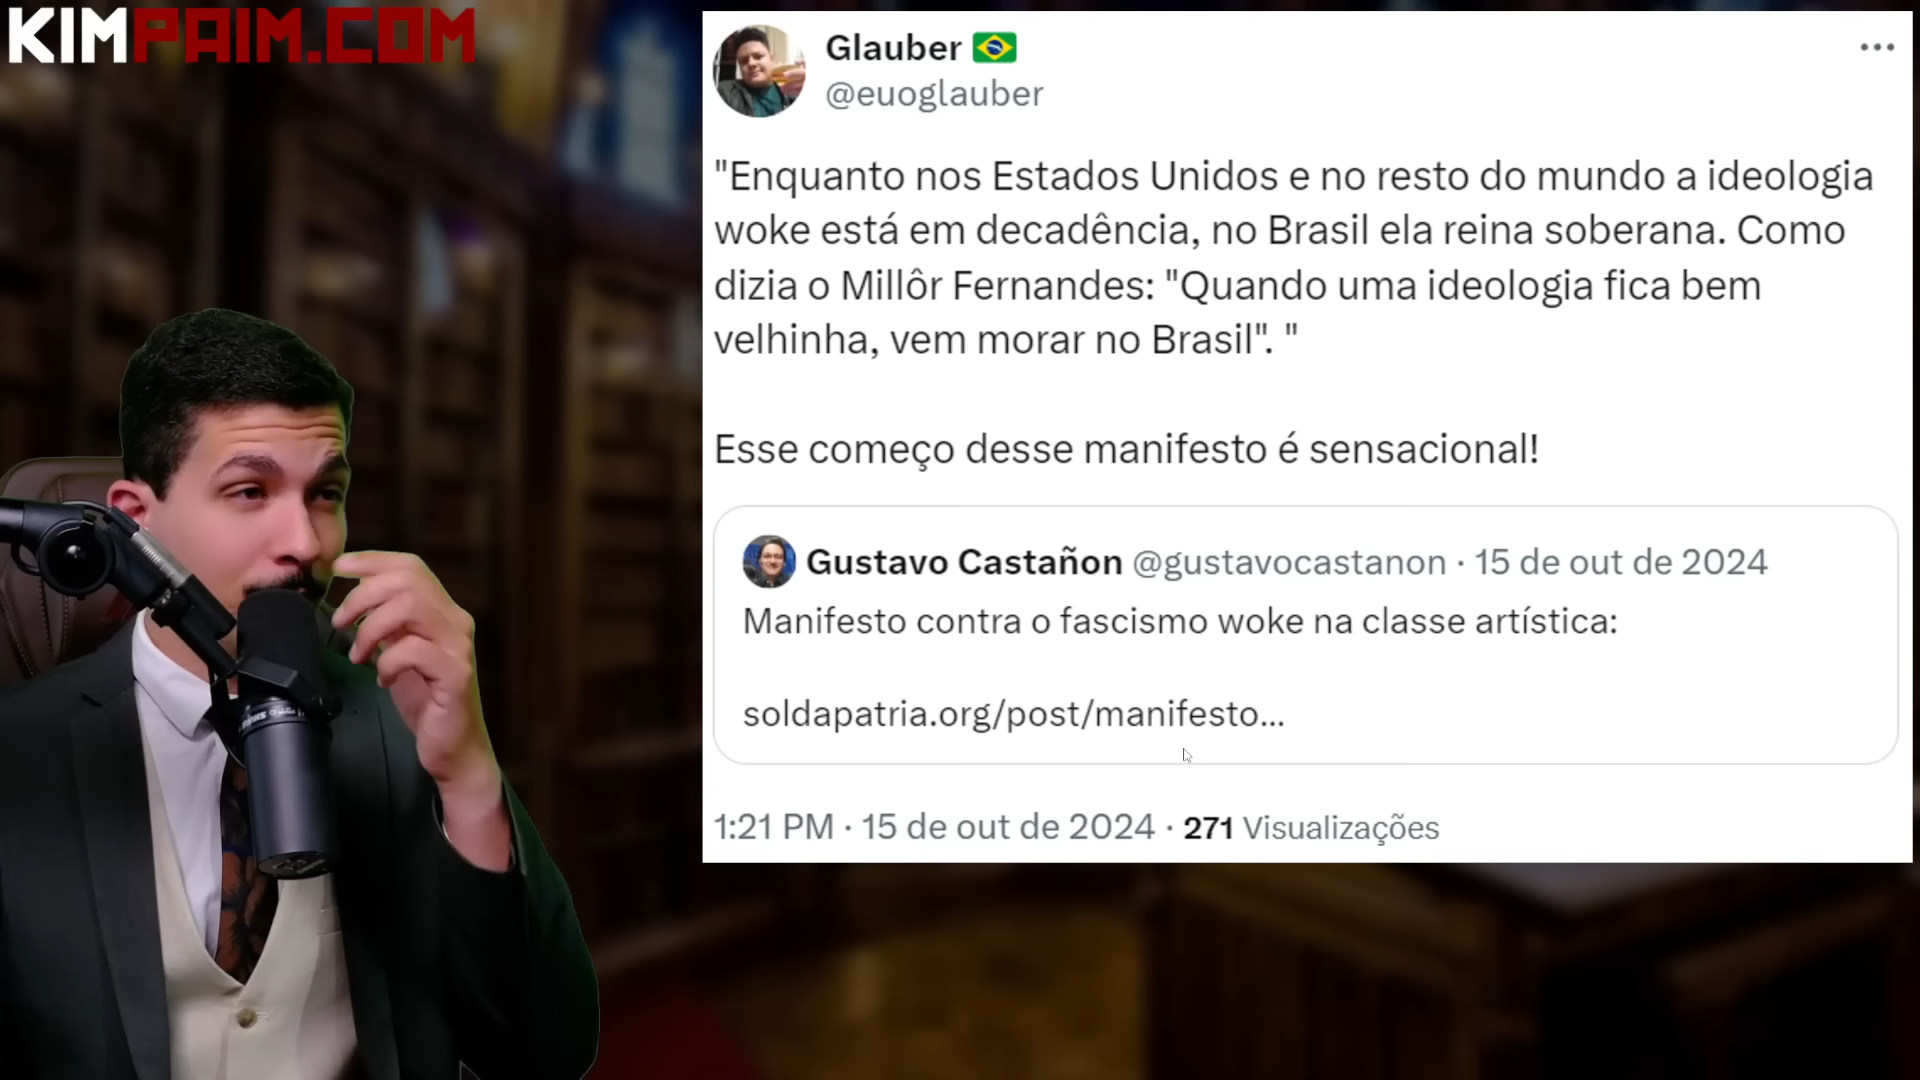 KIMPAIM.COM
Glauber 🇧🇷
@euoglauber
"Enquanto nos Estados Unidos e no resto do mundo a ideologia
woke está em decadência, no Brasil ela reina soberana. Como
dizia o Millôr Fernandes: "Quando uma ideologia fica bem
velhinha, vem morar no Brasil". "
Esse começo desse manifesto é sensacional!
Gustavo Castañon @gustavocastanon · 15 de out de 2024
Manifesto contra o fascismo woke na classe artística:
soldapatria.org/post/manifesto...
1:21 PM · 15 de out de 2024 · 271 Visualizações